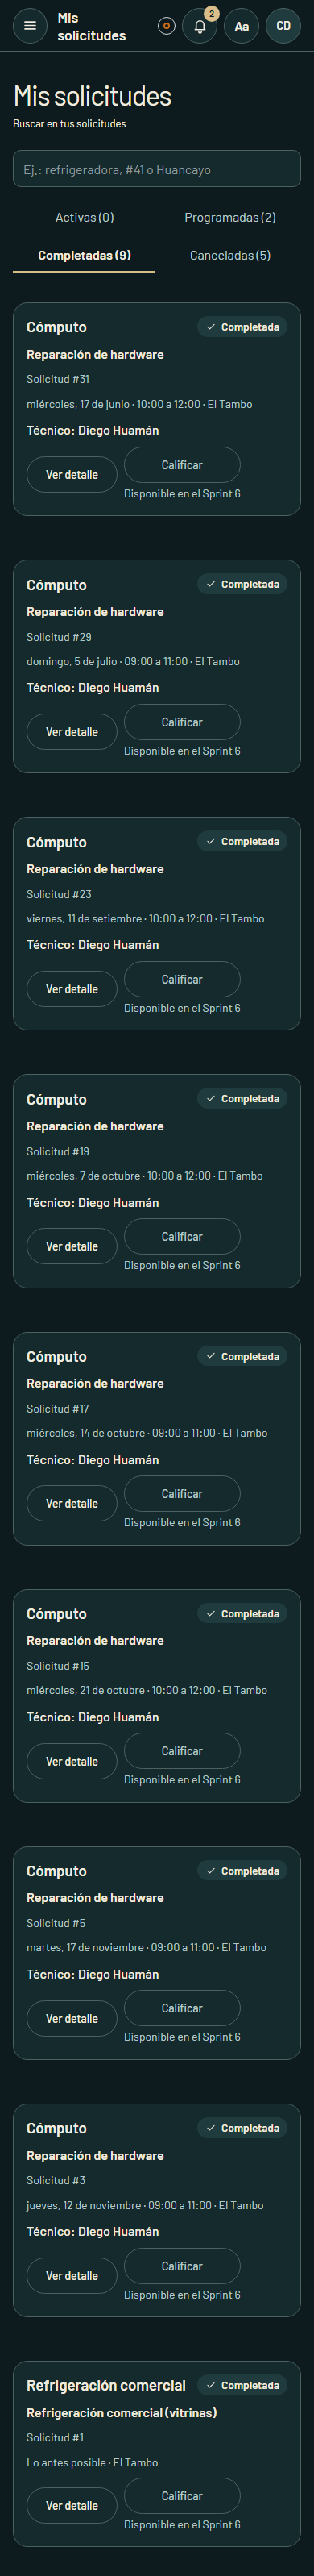 Mis solicitudes
2
Aa
CD
Mis solicitudes
Buscar en tus solicitudes
Ej.: refrigeradora, #41 o Huancayo
Activas (0)
Programadas (2)
Completadas (9)
Canceladas (5)
Cómputo
Completada
Reparación de hardware
Solicitud #31
miércoles, 17 de junio · 10:00 a 12:00 · El Tambo
Técnico: Diego Huamán
Ver detalle
Calificar
Disponible en el Sprint 6
Cómputo
Completada
Reparación de hardware
Solicitud #29
domingo, 5 de julio · 09:00 a 11:00 · El Tambo
Técnico: Diego Huamán
Ver detalle
Calificar
Disponible en el Sprint 6
Cómputo
Completada
Reparación de hardware
Solicitud #23
viernes, 11 de setiembre · 10:00 a 12:00 · El Tambo
Técnico: Diego Huamán
Ver detalle
Calificar
Disponible en el Sprint 6
Cómputo
Completada
Reparación de hardware
Solicitud #19
miércoles, 7 de octubre · 10:00 a 12:00 · El Tambo
Técnico: Diego Huamán
Ver detalle
Calificar
Disponible en el Sprint 6
Cómputo
Completada
Reparación de hardware
Solicitud #17
miércoles, 14 de octubre · 09:00 a 11:00 · El Tambo
Técnico: Diego Huamán
Ver detalle
Calificar
Disponible en el Sprint 6
Cómputo
Completada
Reparación de hardware
Solicitud #15
miércoles, 21 de octubre · 10:00 a 12:00 · El Tambo
Técnico: Diego Huamán
Ver detalle
Calificar
Disponible en el Sprint 6
Cómputo
Completada
Reparación de hardware
Solicitud #5
martes, 17 de noviembre · 09:00 a 11:00 · El Tambo
Técnico: Diego Huamán
Ver detalle
Calificar
Disponible en el Sprint 6
Cómputo
Completada
Reparación de hardware
Solicitud #3
jueves, 12 de noviembre · 09:00 a 11:00 · El Tambo
Técnico: Diego Huamán
Ver detalle
Calificar
Disponible en el Sprint 6
Refrigeración comercial
Completada
Refrigeración comercial (vitrinas)
Solicitud #1
Lo antes posible · El Tambo
Ver detalle
Calificar
Disponible en el Sprint 6